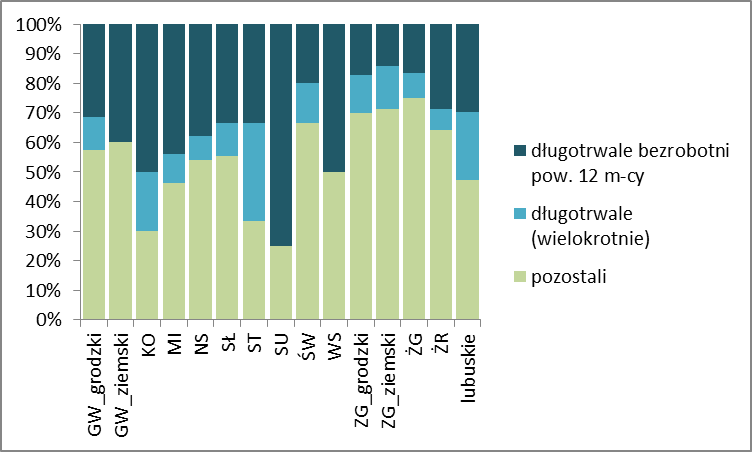 100%
90%
80%
70%
60%
50%
40%
30%
20%
10%
0%
GW_grodzki
GW_ziemski
KO
MI
NS
SŁ
ST
SU
ŚW
WS
ZG_grodzki
ZG_ziemski
ŻG
ŻR
lubuskie
długotrwale bezrobotni
pow. 12 m-cy
długotrwale
(wielokrotnie)
pozostali